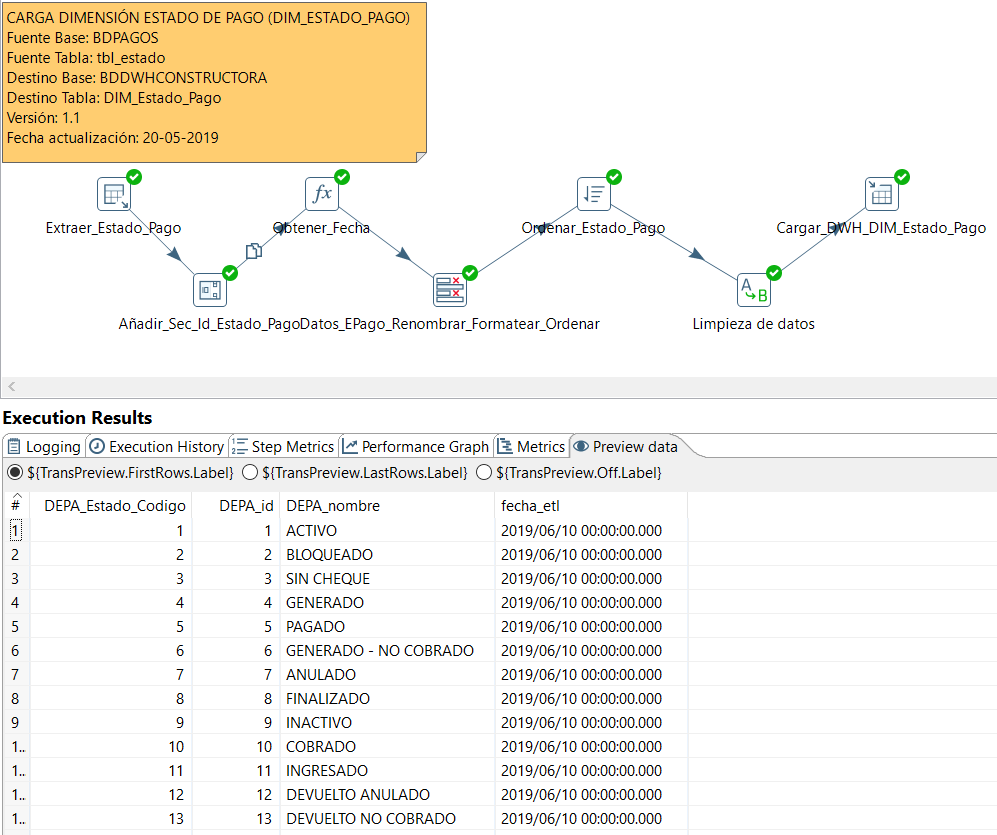 CARGA DIMENSIÓN ESTADO DE PAGO (DIM_ESTADO_PAGO)
Fuente Base: BDPAGOS
Fuente Tabla: tbl_estado
Destino Base: BDDWHCONSTRUCTORA
Destino Tabla: DIM_Estado_Pago
Versión: 1.1
Fecha actualización: 20-05-2019
Extraer_Estado_Pago
Obtener_Fecha
Ordenar_Estado_Pago
Cargar_DWH_DIM_Estado_Pago
Añadir_Sec_Id_Estado_Pago
Datos_EPago_Renombrar_Formatear_Ordenar
Limpieza de datos
Execution Results
Logging Execution History Step Metrics Performance Graph Metrics Preview data
${TransPreview.FirstRows.Label} ${TransPreview.LastRows.Label} ${TransPreview.Off.Label}
# DEPA_Estado_Codigo DEPA_id DEPA_nombre fecha_etl
1 1 1 ACTIVO 2019/06/10 00:00:00.000
2 2 2 BLOQUEADO 2019/06/10 00:00:00.000
3 3 3 SIN CHEQUE 2019/06/10 00:00:00.000
4 4 4 GENERADO 2019/06/10 00:00:00.000
5 5 5 PAGADO 2019/06/10 00:00:00.000
6 6 6 GENERADO - NO COBRADO 2019/06/10 00:00:00.000
7 7 7 ANULADO 2019/06/10 00:00:00.000
8 8 8 FINALIZADO 2019/06/10 00:00:00.000
9 9 9 INACTIVO 2019/06/10 00:00:00.000
1.. 10 10 COBRADO 2019/06/10 00:00:00.000
1.. 11 11 INGRESADO 2019/06/10 00:00:00.000
1.. 12 12 DEVUELTO ANULADO 2019/06/10 00:00:00.000
1.. 13 13 DEVUELTO NO COBRADO 2019/06/10 00:00:00.000